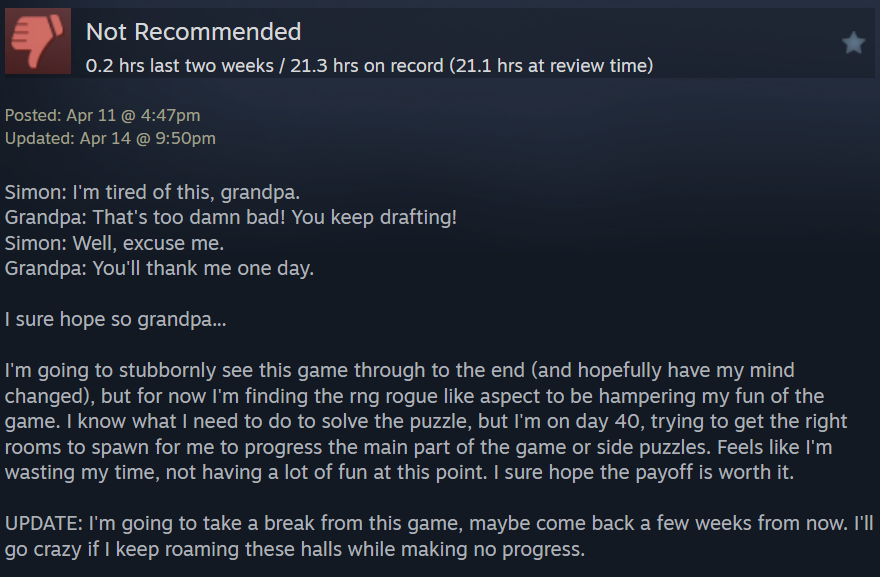 Not Recommended
0.2 hrs last two weeks / 21.3 hrs on record (21.1 hrs at review time)
Posted: Apr 11 @ 4:47pm
Updated: Apr 14 @ 9:50pm
Simon: I'm tired of this, grandpa.
Grandpa: That's too damn bad! You keep drafting!
Simon: Well, excuse me.
Grandpa: You'll thank me one day.
I sure hope so grandpa...
I'm going to stubbornly see this game through to the end (and hopefully have my mind
changed), but for now I'm finding the rng rogue like aspect to be hampering my fun of the
game. I know what I need to do to solve the puzzle, but I'm on day 40, trying to get the right
rooms to spawn for me to progress the main part of the game or side puzzles. Feels like I'm
wasting my time, not having a lot of fun at this point. I sure hope the payoff is worth it.
UPDATE: I'm going to take a break from this game, maybe come back a few weeks from now. I'll
go crazy if I keep roaming these halls while making no progress.